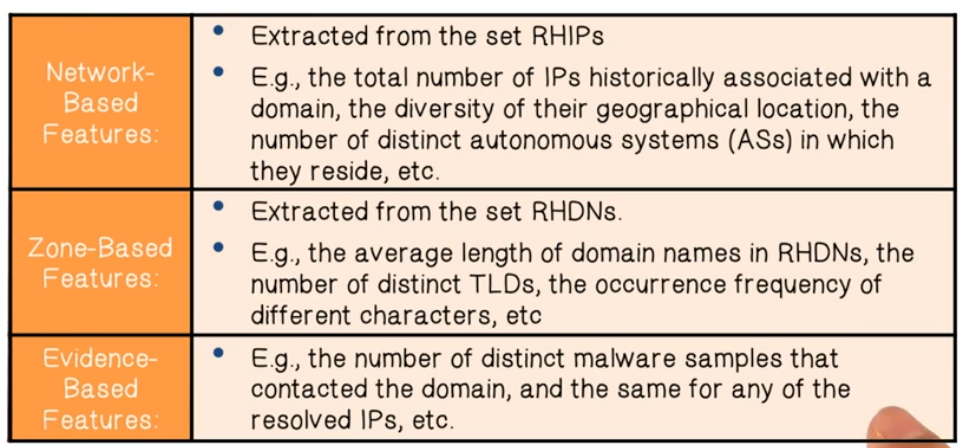 Network-
Based
Features:
• Extracted from the set RHIPs
• E.g., the total number of IPs historically associated with a
domain, the diversity of their geographical location, the
number of distinct autonomous systems (ASs) in which
they reside, etc.
Zone-Based
Features:
• Extracted from the set RHDNs.
• E.g., the average length of domain names in RHDNs, the
number of distinct TLDs, the occurrence frequency of
different characters, etc
Evidence-
Based
Features:
• E.g., the number of distinct malware samples that
contacted the domain, and the same for any of the
resolved IPs, etc.